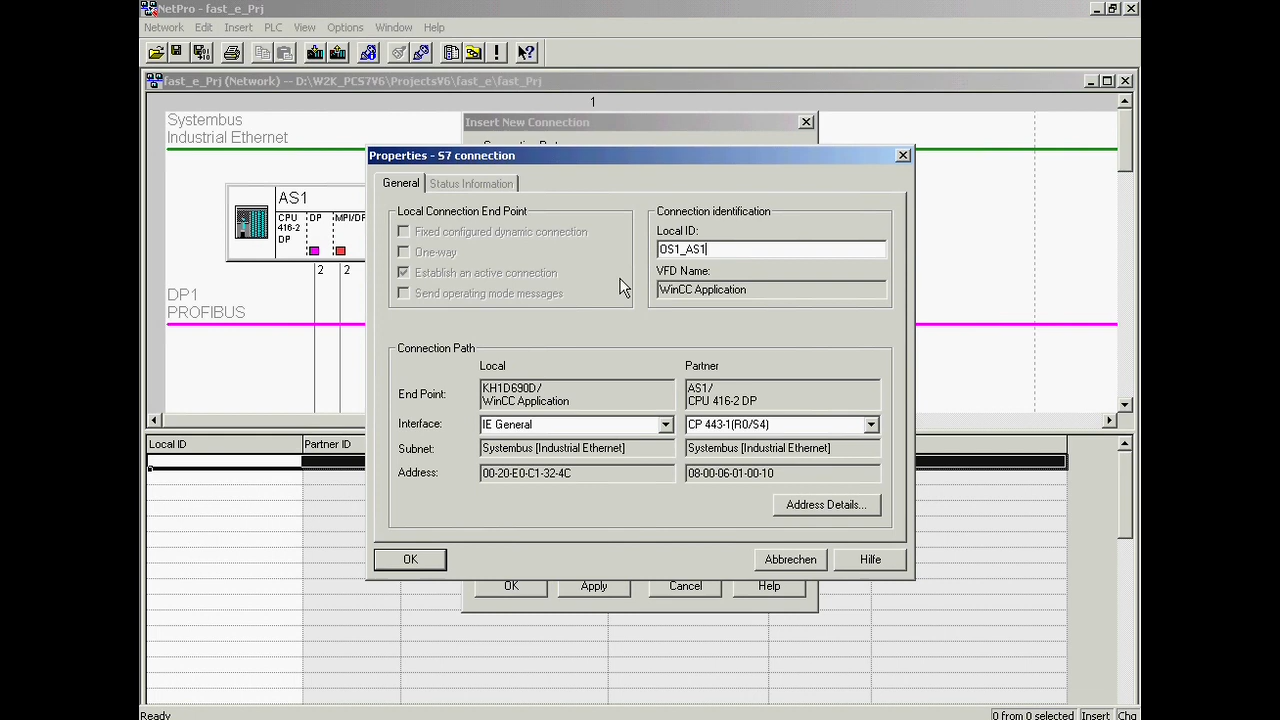 NetPro - fast_e_Prj
Network Edit Insert PLC View Options Window Help
fast_e_Prj (Network) -- D:\W2K_PCS7V6\ProjectsV6\fast_e\fast_Prj
1
Systembus
Industrial Ethernet
Insert New Connection
Properties - S7 connection
General Status Information
AS1
CPU 416-2 DP
DP
MPI/DP
2 2
DP1
PROFIBUS
Local Connection End Point
Fixed configured dynamic connection
One-way
Establish an active connection
Send operating mode messages
Connection identification
Local ID:
OS1_AS1
VFD Name:
WinCC Application
Connection Path
Local Partner
End Point: KH1D690D/ WinCC Application AS1/ CPU 416-2 DP
Interface: IE General CP 443-1(R0/S4)
Subnet: Systembus [Industrial Ethernet] Systembus [Industrial Ethernet]
Address: 00-20-E0-C1-32-4C 08-00-06-01-00-10
Address Details...
OK Abbrechen Hilfe
OK Apply Cancel Help
Local ID Partner ID
Ready 0 from 0 selected Insert Chg